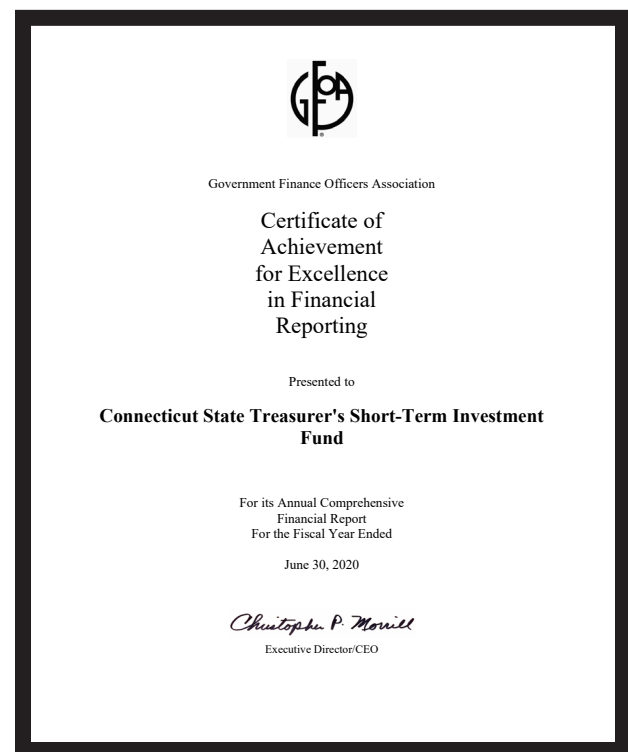 GFOA
Government Finance Officers Association
Certificate of
Achievement
for Excellence
in Financial
Reporting
Presented to
Connecticut State Treasurer's Short-Term Investment
Fund
For its Annual Comprehensive
Financial Report
For the Fiscal Year Ended
June 30, 2020
Christopher P. Morrill
Executive Director/CEO